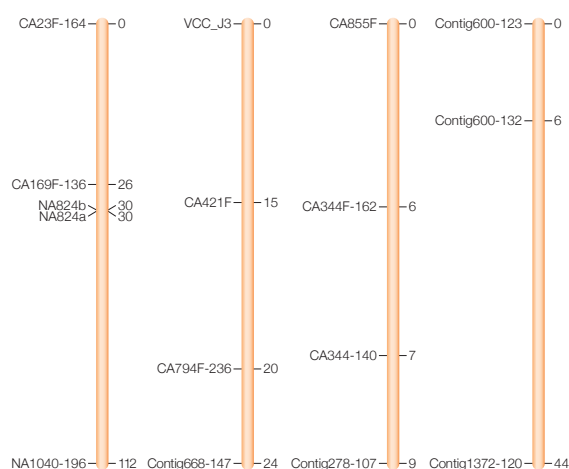 CA23F-164 0
CA169F-136 26
NA824b 30
NA824a 30
NA1040-196 112
VCC_J3 0
CA421F 15
CA794F-236 20
Contig668-147 24
CA855F 0
CA344F-162 6
CA344-140 7
Contig278-107 9
Contig600-123 0
Contig600-132 6
Contig1372-120 44